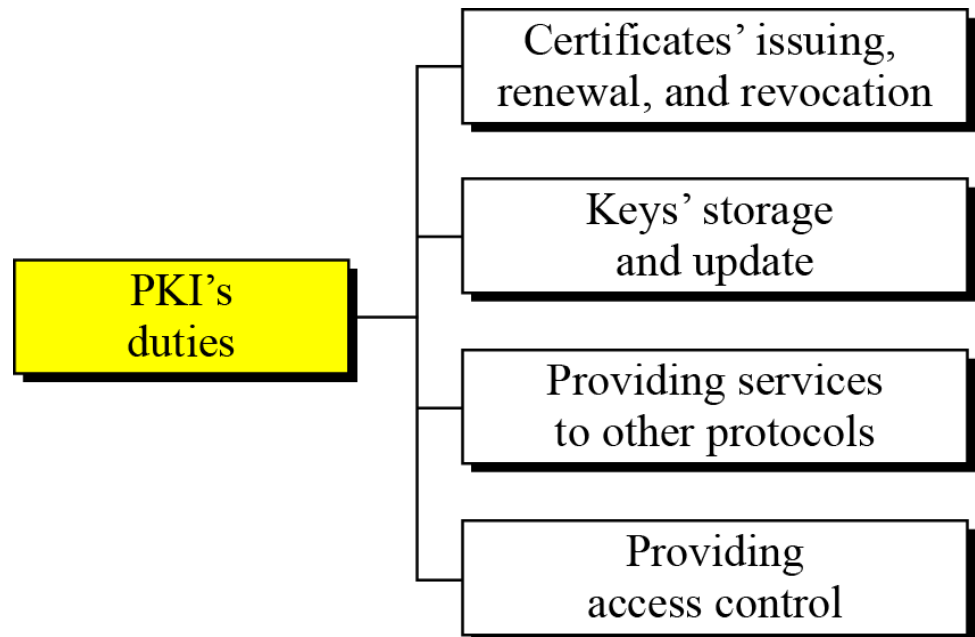 Certificates’ issuing,
renewal, and revocation
Keys’ storage
and update
PKI’s
duties
Providing services
to other protocols
Providing
access control